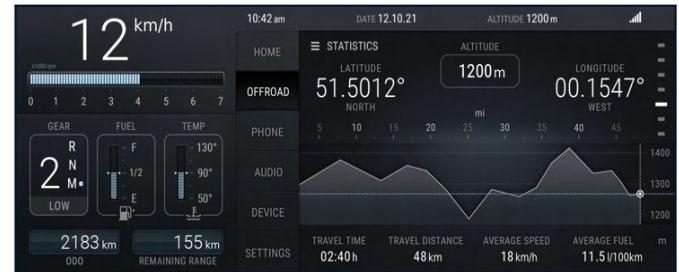 12 km/h
x1000 rpm
0 1 2 3 4 5 6 7
GEAR FUEL TEMP
2 R N M LOW
F 1/2 E
130° 90° 50°
2183 km
ODO
155 km
REMAINING RANGE
10:42 am DATE 12.10.21 ALTITUDE 1200 m
HOME
OFFROAD
PHONE
AUDIO
DEVICE
SETTINGS
STATISTICS
LATITUDE
51.5012°
NORTH
ALTITUDE
1200 m
LONGITUDE
00.1547°
WEST
mi
5 10 15 20 25 30 35 40 45
1400
1300
1200
m
TRAVEL TIME TRAVEL DISTANCE AVERAGE SPEED AVERAGE FUEL
02:40 h 48 km 18 km/h 11.5 l/100km